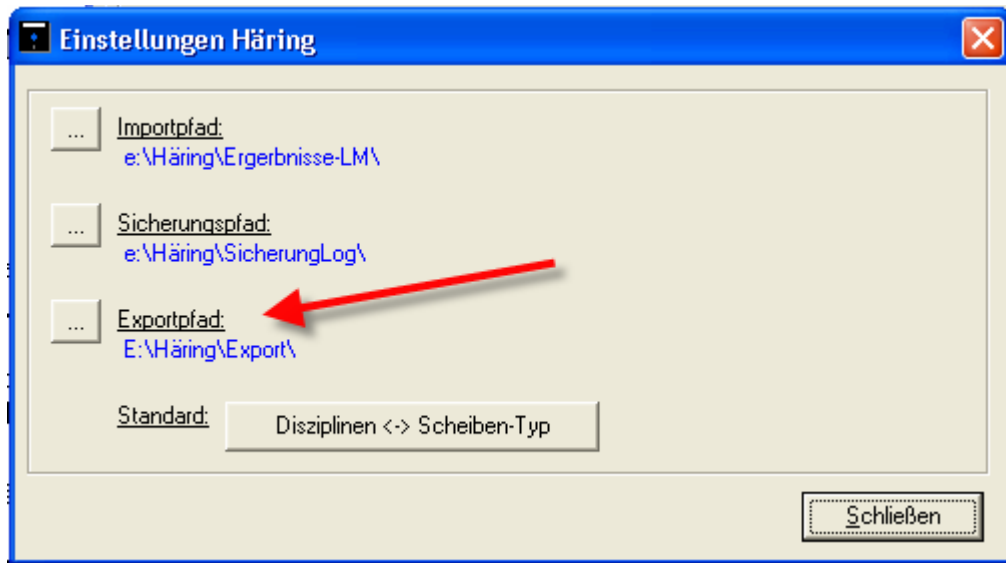 Einstellungen Häring
... Importpfad:
e:\Häring\Ergerbnisse-LM\
... Sicherungspfad:
e:\Häring\SicherungLog\
... Exportpfad:
E:\Häring\Export\
Standard: Disziplinen <-> Scheiben-Typ
Schließen